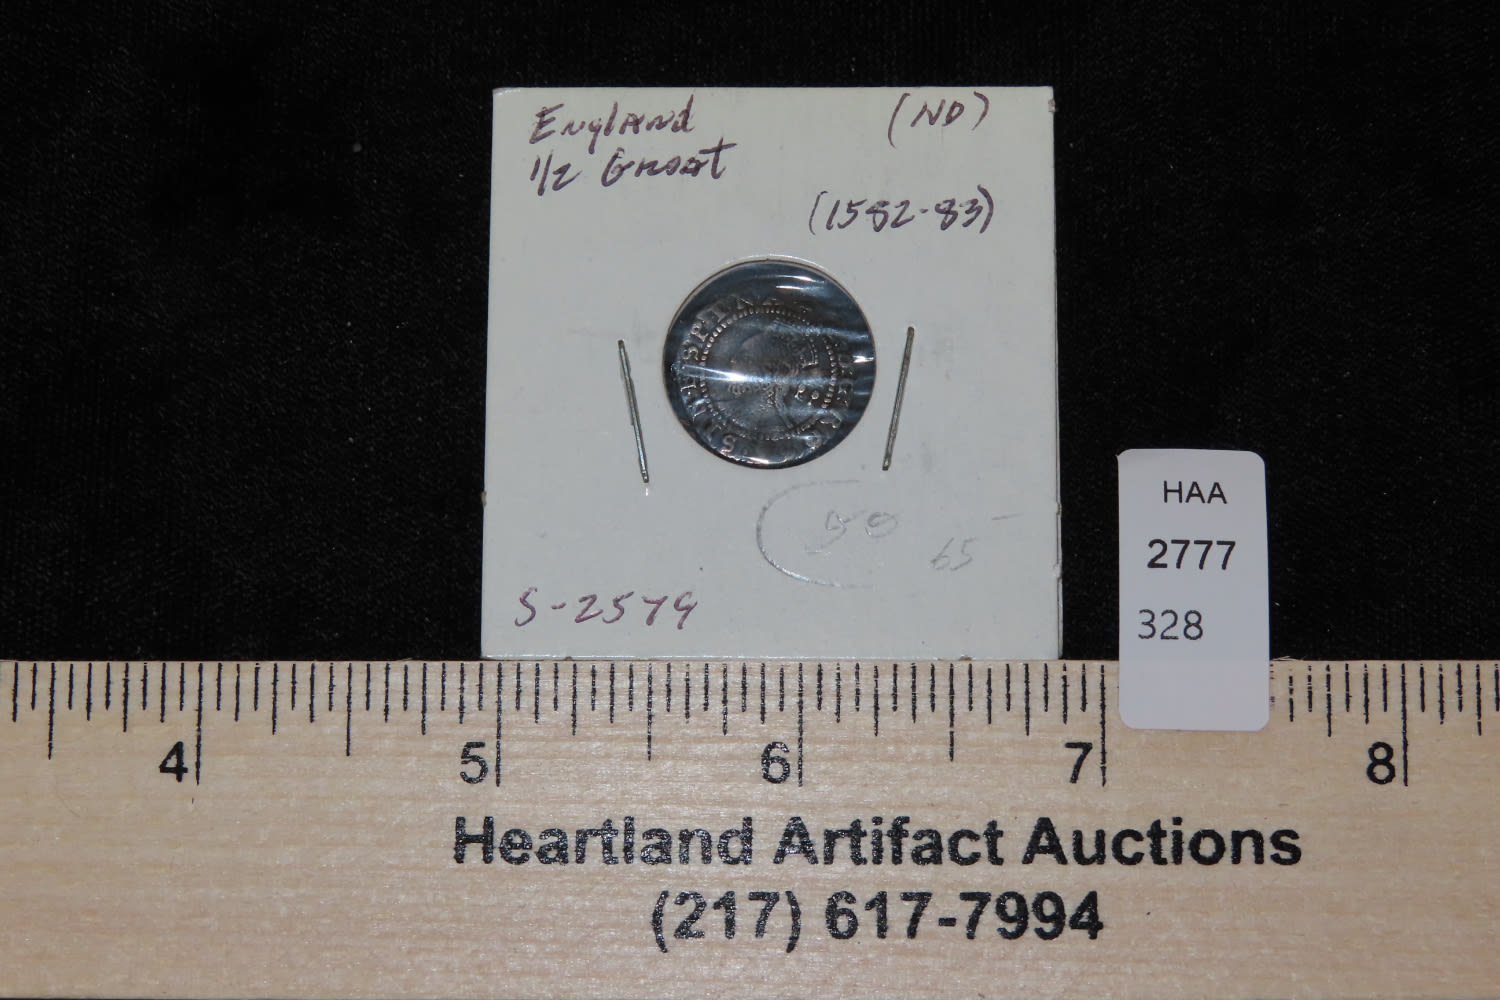 England (ND)
1/2 Groat
(1582-83)
50
65
S-2579
HAA
2777
328
4 5 6 7 8
Heartland Artifact Auctions
(217) 617-7994